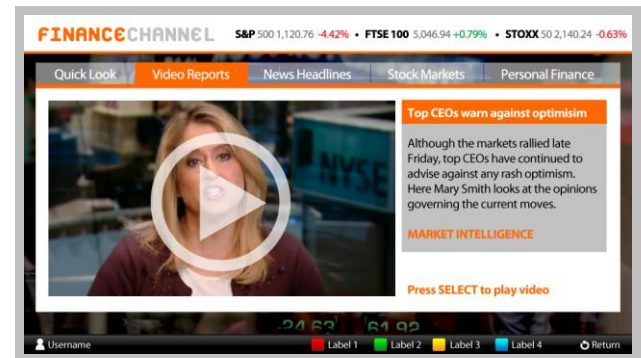 FINANCECHANNEL S&P 500 1,120.76 -4.42% • FTSE 100 5,046.94 +0.79% • STOXX 50 2,140.24 -0.63%
Quick Look Video Reports News Headlines Stock Markets Personal Finance
NYSE
Top CEOs warn against optimisim
Although the markets rallied late
Friday, top CEOs have continued to
advise against any rash optimism.
Here Mary Smith looks at the opinions
governing the current moves.
MARKET INTELLIGENCE
Press SELECT to play video
-24.63 61.92
Username Label 1 Label 2 Label 3 Label 4 Return